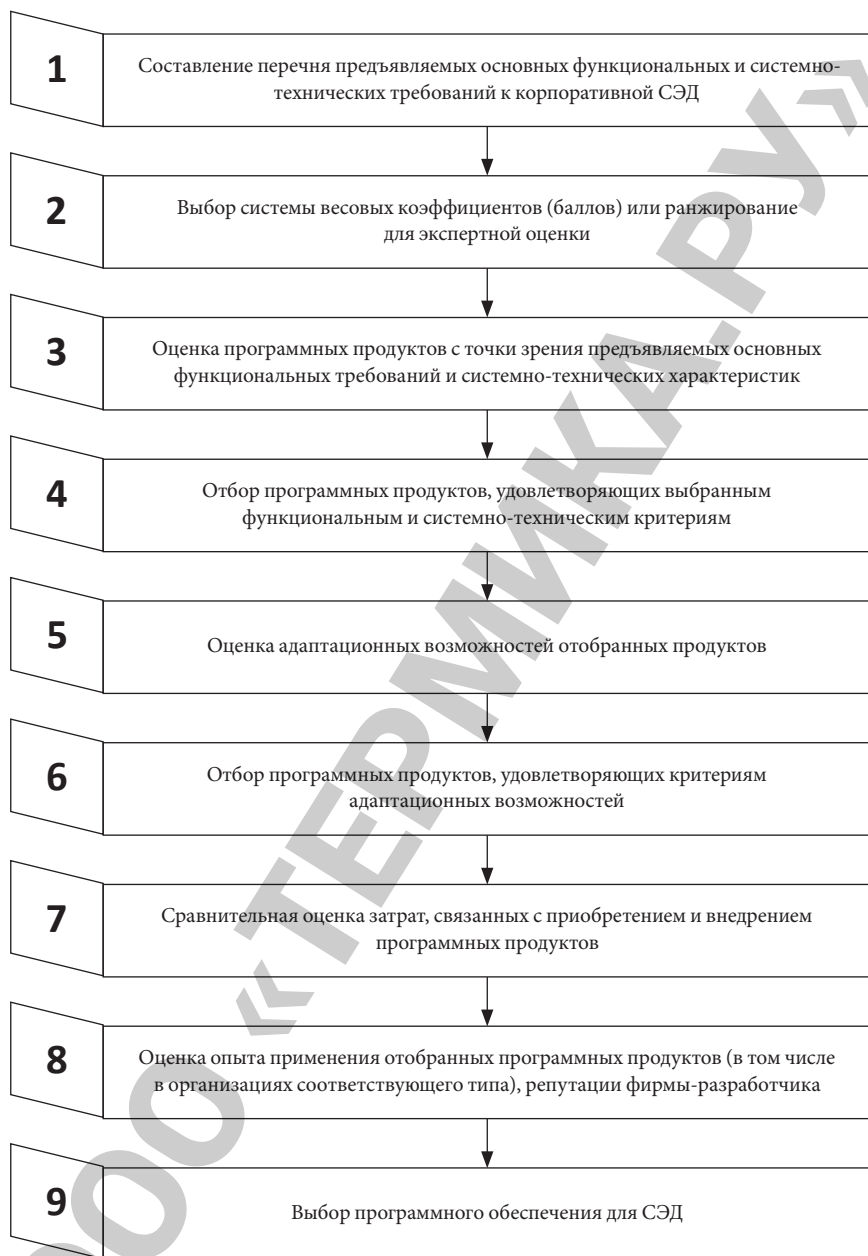 1
Составление перечня предъявляемых основных функциональных и системно-
технических требований к корпоративной СЭД
2
Выбор системы весовых коэффициентов (баллов) или ранжирование
для экспертной оценки
3
Оценка программных продуктов с точки зрения предъявляемых основных
функциональных требований и системно-технических характеристик
4
Отбор программных продуктов, удовлетворяющих выбранным
функциональным и системно-техническим критериям
5
Оценка адаптационных возможностей отобранных продуктов
6
Отбор программных продуктов, удовлетворяющих критериям
адаптационных возможностей
7
Сравнительная оценка затрат, связанных с приобретением и внедрением
программных продуктов
8
Оценка опыта применения отобранных программных продуктов (в том числе
в организациях соответствующего типа), репутации фирмы-разработчика
9
Выбор программного обеспечения для СЭД
ООО «ТЕРМИКА.РУ»